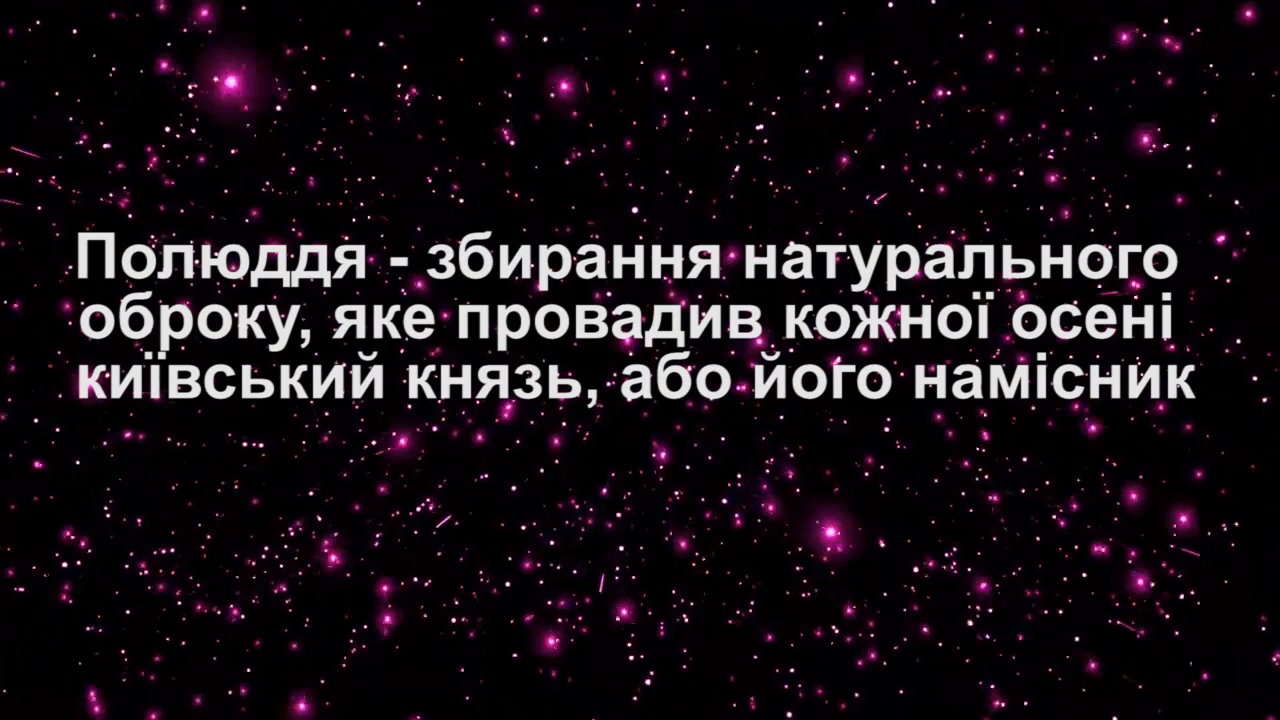 Полюддя - збирання натурального
оброку, яке провадив кожної осені
київський князь, або його намісник